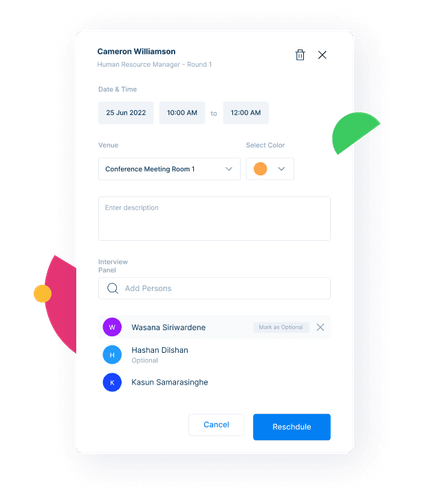 Cameron Williamson
Human Resource Manager - Round 1
Date & Time
25 Jun 2022 10:00 AM to 12:00 AM
Venue Select Color
Conference Meeting Room 1
Enter description
Interview
Panel
Add Persons
W Wasana Siriwardene Mark as Optional
H Hashan Dilshan
Optional
K Kasun Samarasinghe
Cancel Reschdule